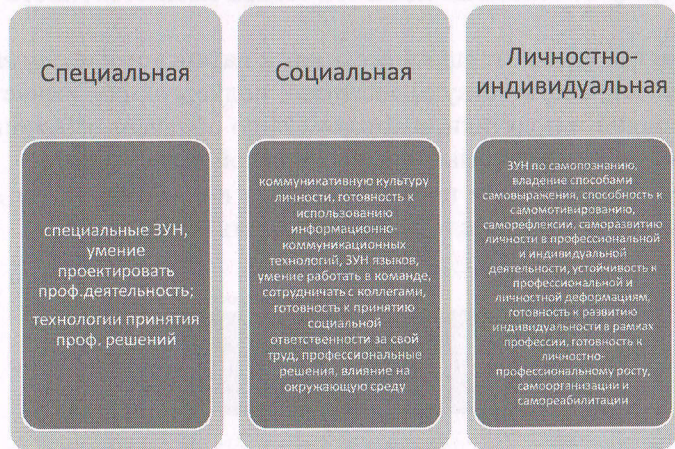 Специальная
специальные ЗУН,
умение
проектировать
проф.деятельность;
технологии принятия
проф. решений
Социальная
коммуникативную культуру
личности, готовность к
использованию
информационно-
коммуникационных
технологий, ЗУН языков,
умение работать в команде,
сотрудничать с коллегами,
готовность к принятию
социальной
ответственности за свой
труд, профессиональные
решения, влияние на
окружающую среду
Личностно-
индивидуальная
ЗУН по самопознанию,
владение способами
самовыражения, способность к
самомотивированию,
саморефлексии, саморазвитию
личности в профессиональной
и индивидуальной
деятельности, устойчивость к
профессиональной и
личностной деформациям,
готовность к развитию
индивидуальности в рамках
профессии, готовность к
личностно-
профессиональному росту,
самоорганизации и
самореабилитации